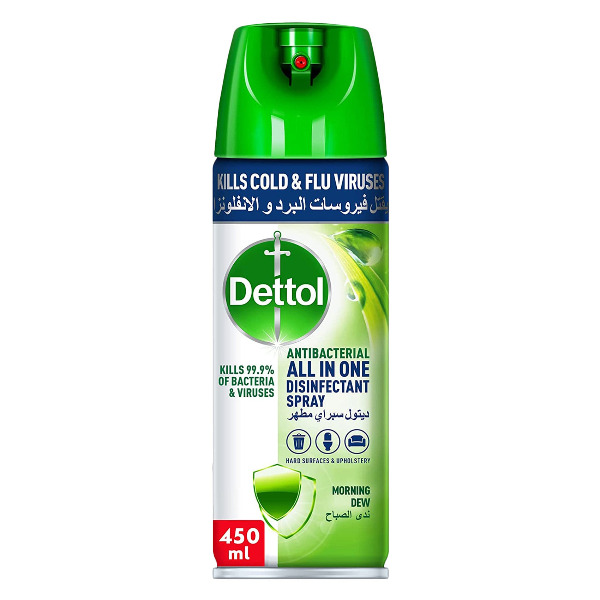 KILLS COLD & FLU VIRUSES
يقتل فيروسات البرد و الانفلونزا
Dettol
KILLS 99.9%
OF BACTERIA
& VIRUSES
ANTIBACTERIAL
ALL IN ONE
DISINFECTANT
SPRAY
ديتول سبراي مطهر
HARD SURFACES & UPHOLSTERY
MORNING
DEW
ندى الصباح
450
ml